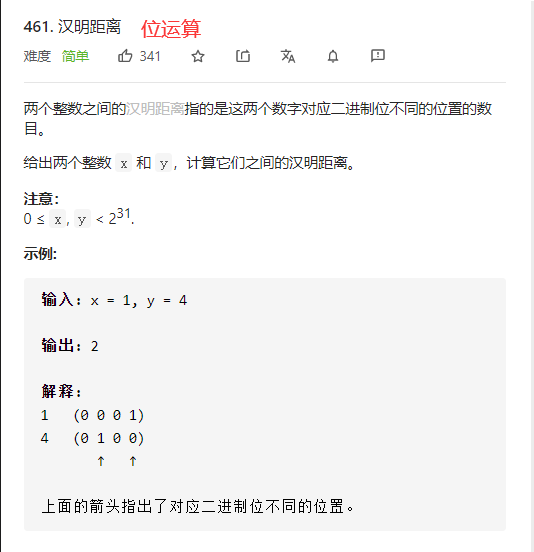 461. 汉明距离 位运算
难度 简单 341
两个整数之间的汉明距离指的是这两个数字对应二进制位不同的位置的数
目。
给出两个整数 x 和 y，计算它们之间的汉明距离。
注意：
0 ≤ x, y < 2³¹.
示例:
输入: x = 1, y = 4
输出: 2
解释:
1 (0 0 0 1)
4 (0 1 0 0)
↑ ↑
上面的箭头指出了对应二进制位不同的位置。